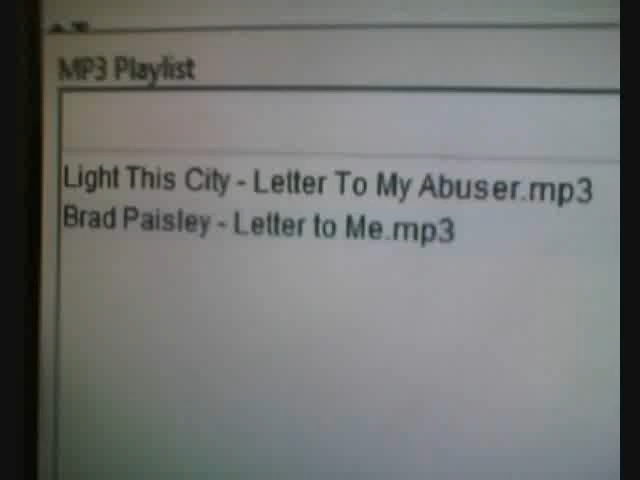 MP3 Playlist
Light This City - Letter To My Abuser.mp3
Brad Paisley - Letter to Me.mp3